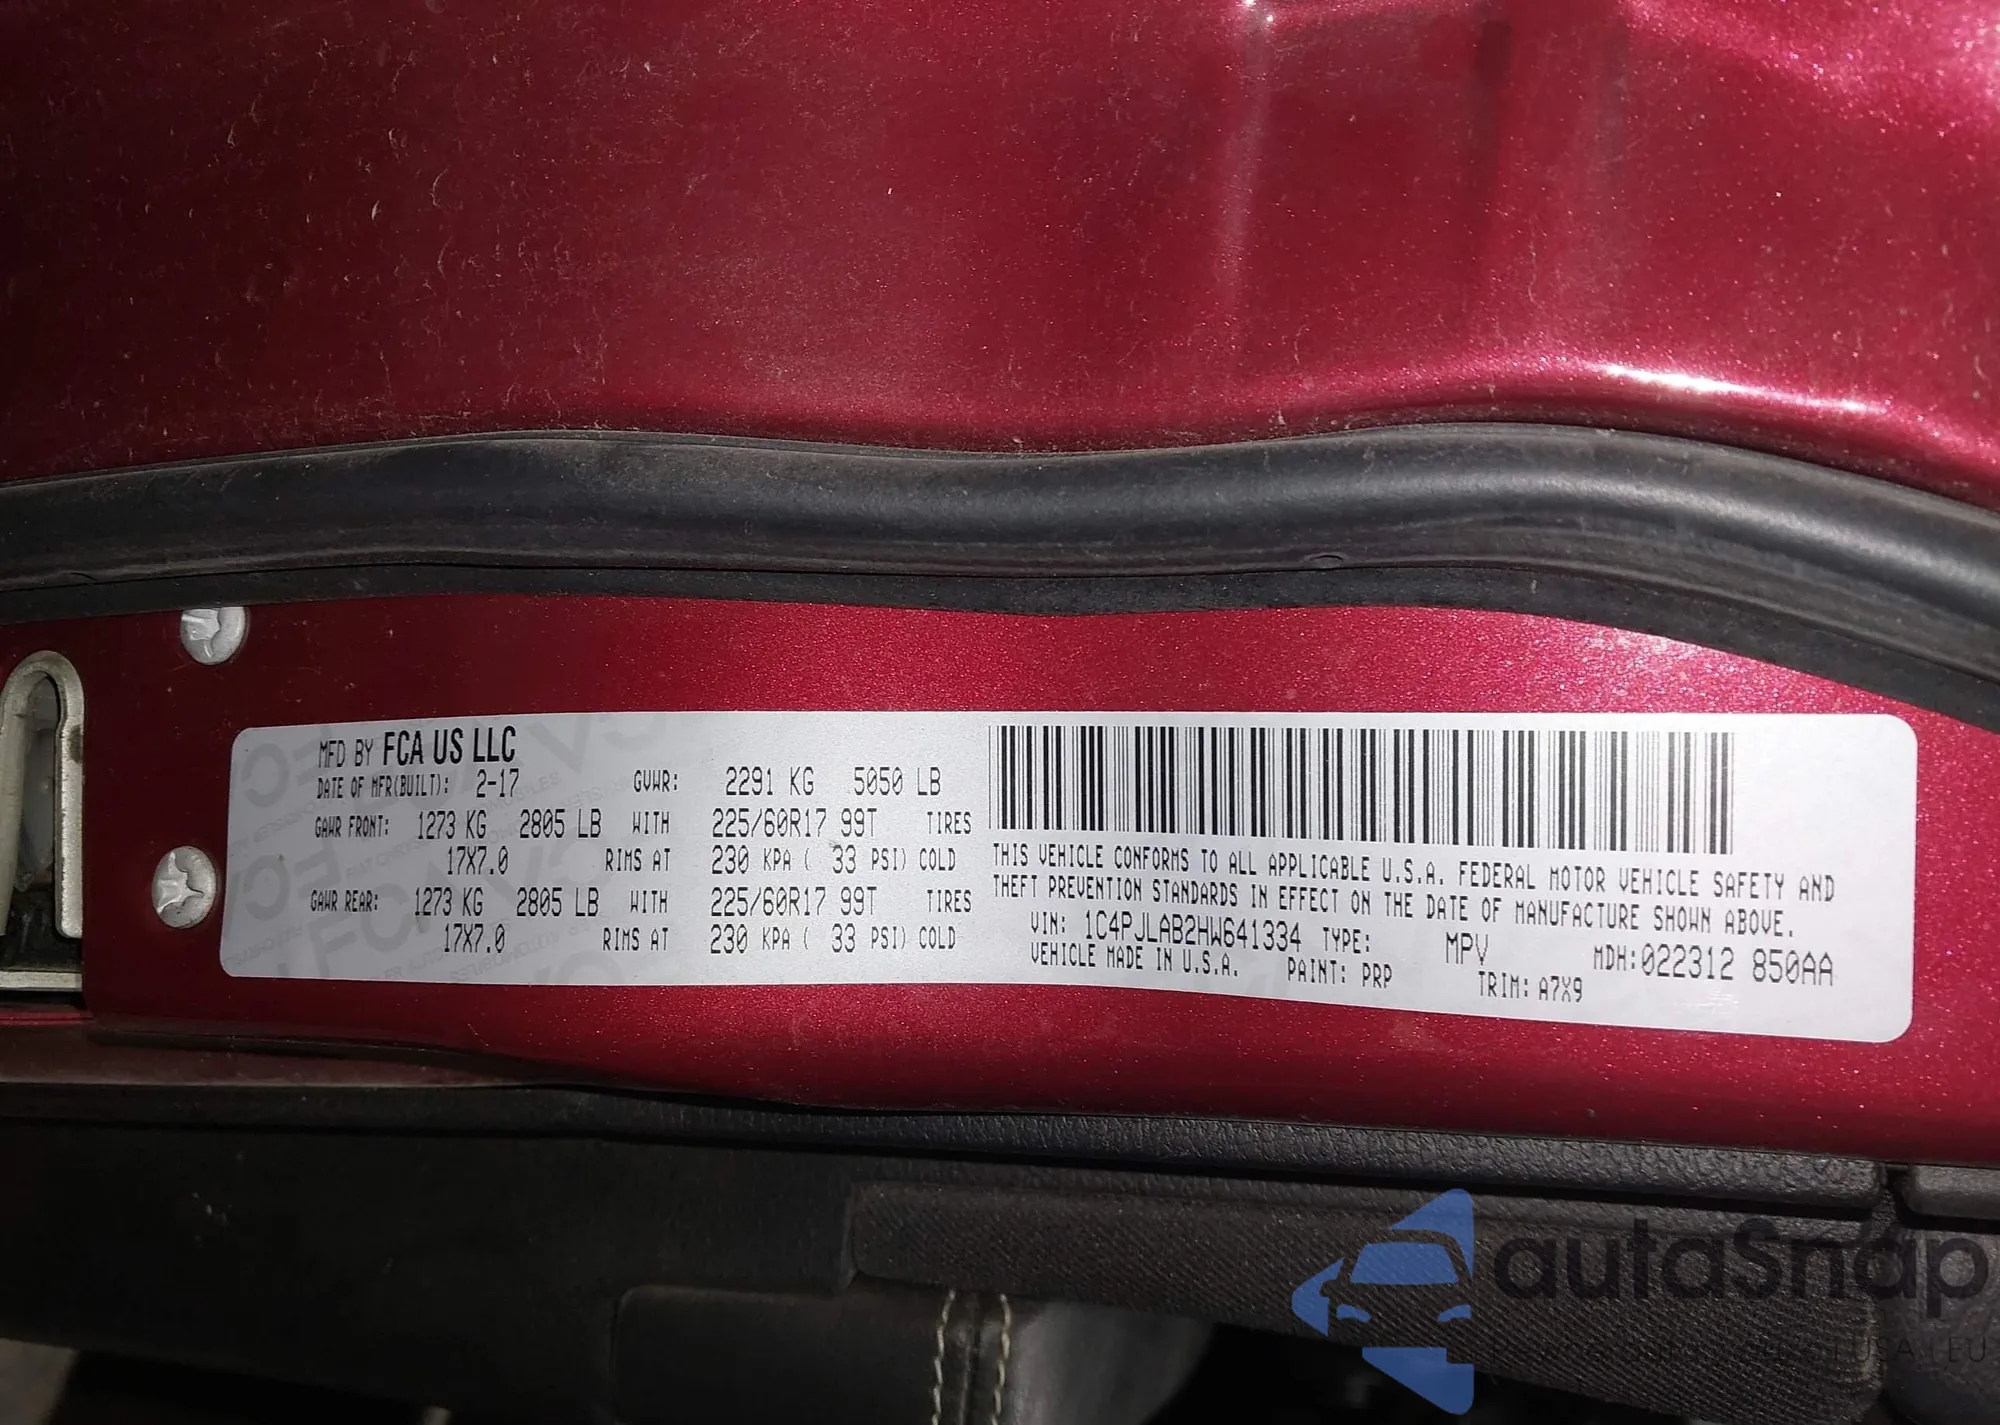 MFD BY FCA US LLC
DATE OF MFR(BUILT): 2-17 GVWR: 2291 KG 5050 LB
GAWR FRONT: 1273 KG 2805 LB WITH 225/60R17 99T TIRES
17X7.0 RIMS AT 230 KPA ( 33 PSI) COLD
GAWR REAR: 1273 KG 2805 LB WITH 225/60R17 99T TIRES
17X7.0 RIMS AT 230 KPA ( 33 PSI) COLD
THIS VEHICLE CONFORMS TO ALL APPLICABLE U.S.A. FEDERAL MOTOR VEHICLE SAFETY AND
THEFT PREVENTION STANDARDS IN EFFECT ON THE DATE OF MANUFACTURE SHOWN ABOVE.
VIN: 1C4PJLAB2HW641334 TYPE: MPV MDH:022312 850AA
VEHICLE MADE IN U.S.A. PAINT: PRP TRIM: A7X9
autaSnap